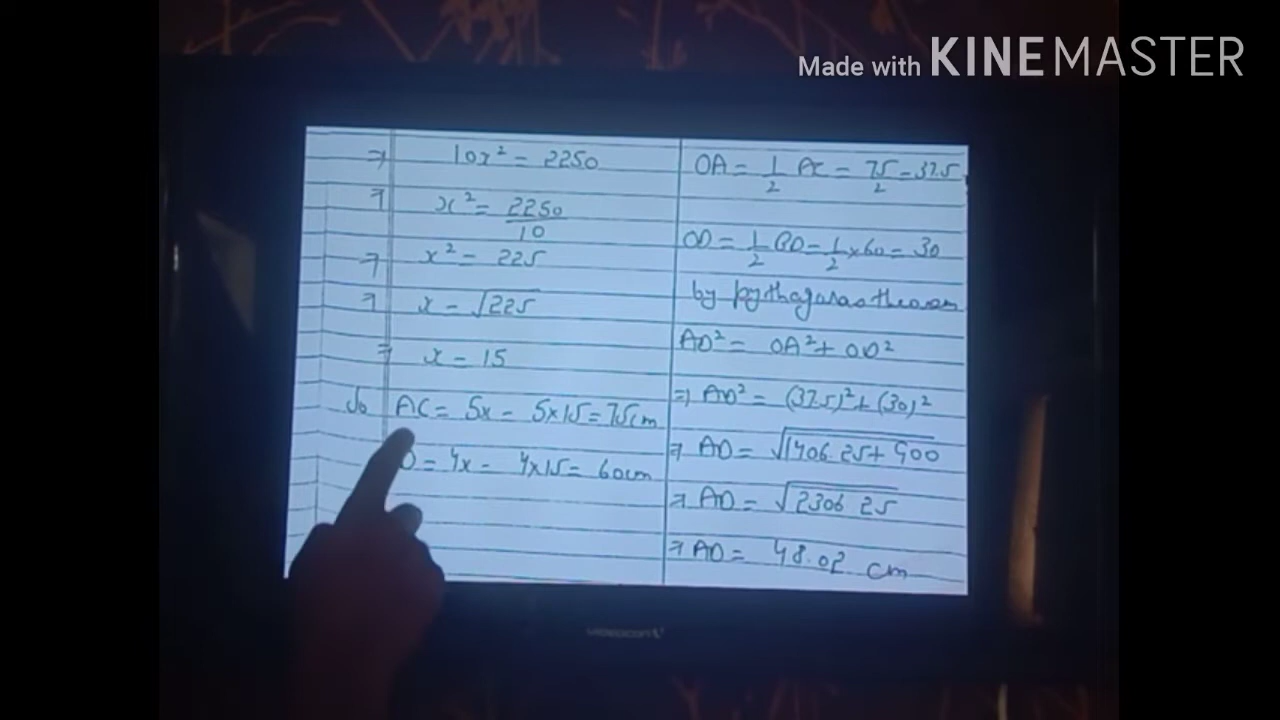 Made with KINEMASTER
⇒ 10x² = 2250
⇒ x² = 2250/10
⇒ x² = 225
⇒ x = √225
⇒ x = 15
So AC = 5x = 5×15 = 75cm
D = 4x = 4×15 = 60cm
OA = 1/2 AC = 75/2 = 37.5
OD = 1/2 BD = 1/2 × 60 = 30
by pythagoras theorem
AD² = OA² + OD²
⇒ AD² = (37.5)² + (30)²
⇒ AD = √1406.25 + 900
⇒ AD = √2306.25
⇒ AD = 48.02 cm
VIDEOCON